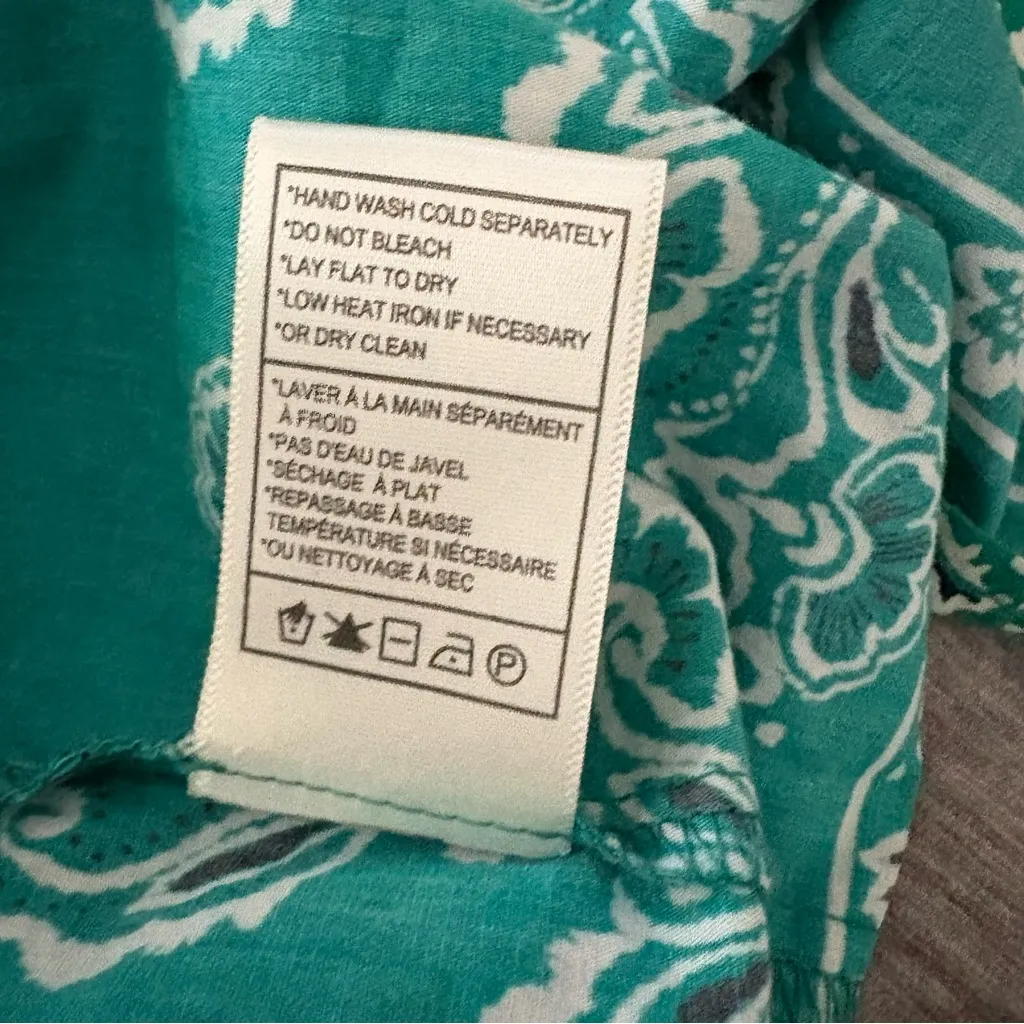 *HAND WASH COLD SEPARATELY
*DO NOT BLEACH
*LAY FLAT TO DRY
*LOW HEAT IRON IF NECESSARY
*OR DRY CLEAN
*LAVER À LA MAIN SÉPARÉMENT
À FROID
*PAS D'EAU DE JAVEL
*SÉCHAGE À PLAT
*REPASSAGE À BASSE
TEMPÉRATURE SI NÉCESSAIRE
*OU NETTOYAGE À SEC
P